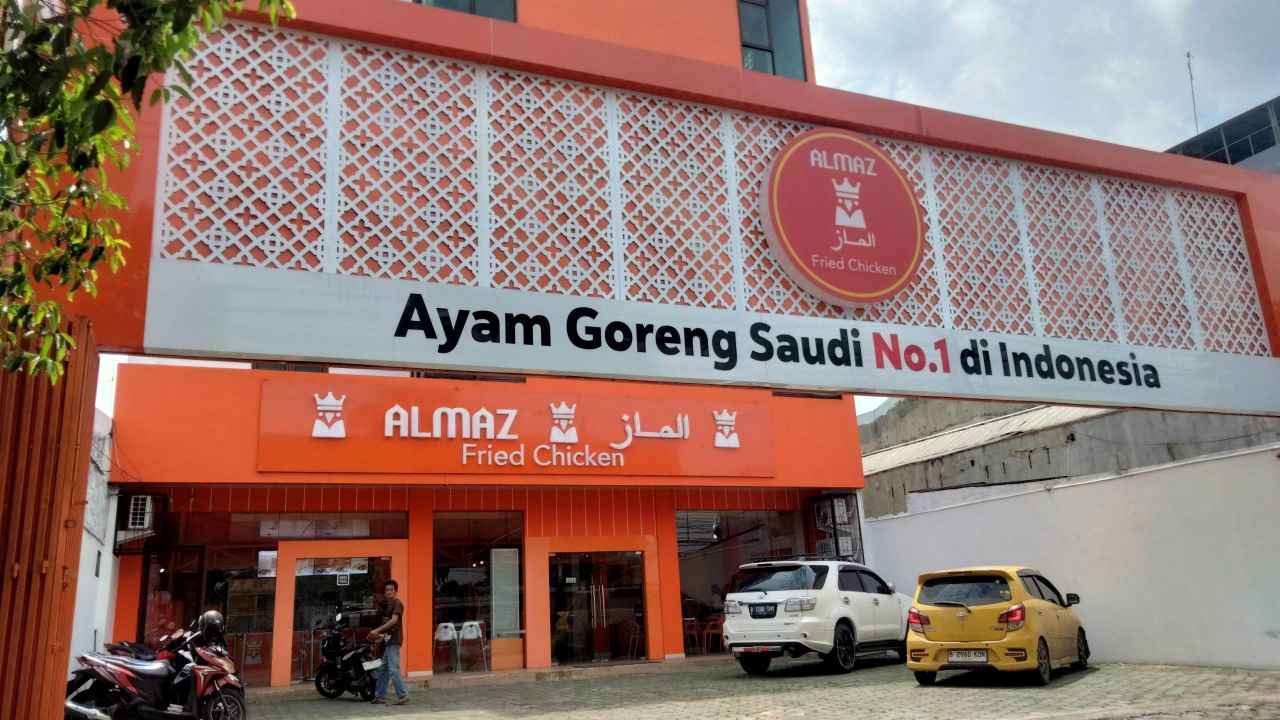 ALMAZ
الماز
Fried Chicken
Ayam Goreng Saudi No.1 di Indonesia
ALMAZ
الماز
Fried Chicken